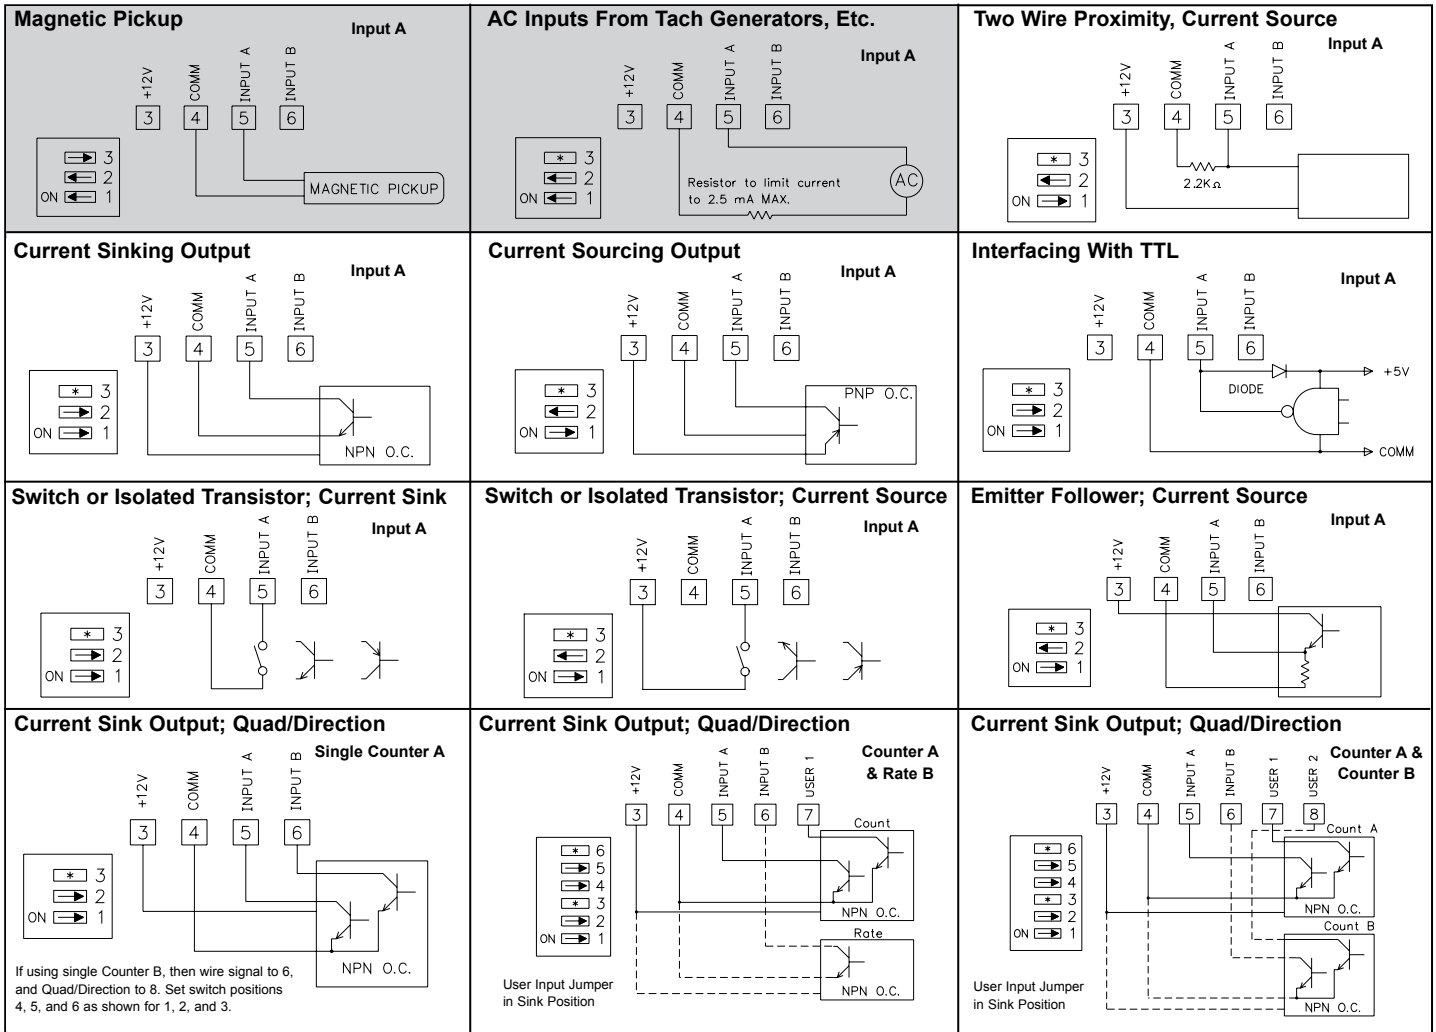 Magnetic Pickup
Input A
+12V
COMM
INPUT A
INPUT B
3
4
5
6
3
2
ON 1
MAGNETIC PICKUP
AC Inputs From Tach Generators, Etc.
Input A
+12V
COMM
INPUT A
INPUT B
3
4
5
6
* 3
2
ON 1
Resistor to limit current
to 2.5 mA MAX.
AC
Two Wire Proximity, Current Source
Input A
+12V
COMM
INPUT A
INPUT B
3
4
5
6
* 3
2
ON 1
2.2KΩ
Current Sinking Output
Input A
+12V
COMM
INPUT A
INPUT B
3
4
5
6
* 3
2
ON 1
NPN O.C.
Current Sourcing Output
Input A
+12V
COMM
INPUT A
INPUT B
3
4
5
6
* 3
2
ON 1
PNP O.C.
Interfacing With TTL
Input A
+12V
COMM
INPUT A
INPUT B
3
4
5
6
* 3
2
ON 1
DIODE
+5V
COMM
Switch or Isolated Transistor; Current Sink
Input A
+12V
COMM
INPUT A
INPUT B
3
4
5
6
* 3
2
ON 1
Switch or Isolated Transistor; Current Source
Input A
+12V
COMM
INPUT A
INPUT B
3
4
5
6
* 3
2
ON 1
Emitter Follower; Current Source
Input A
+12V
COMM
INPUT A
INPUT B
3
4
5
6
* 3
2
ON 1
Current Sink Output; Quad/Direction
Single Counter A
+12V
COMM
INPUT A
INPUT B
3
4
5
6
* 3
2
ON 1
NPN O.C.
If using single Counter B, then wire signal to 6,
and Quad/Direction to 8. Set switch positions
4, 5, and 6 as shown for 1, 2, and 3.
Current Sink Output; Quad/Direction
Counter A
& Rate B
+12V
COMM
INPUT A
INPUT B
USER 1
3
4
5
6
7
Count
* 6
5
4
* 3
2
ON 1
NPN O.C.
Rate
NPN O.C.
User Input Jumper
in Sink Position
Current Sink Output; Quad/Direction
Counter A &
Counter B
+12V
COMM
INPUT A
INPUT B
USER 1
USER 2
3
4
5
6
7
8
Count A
* 6
5
4
* 3
2
ON 1
NPN O.C.
Count B
NPN O.C.
User Input Jumper
in Sink Position